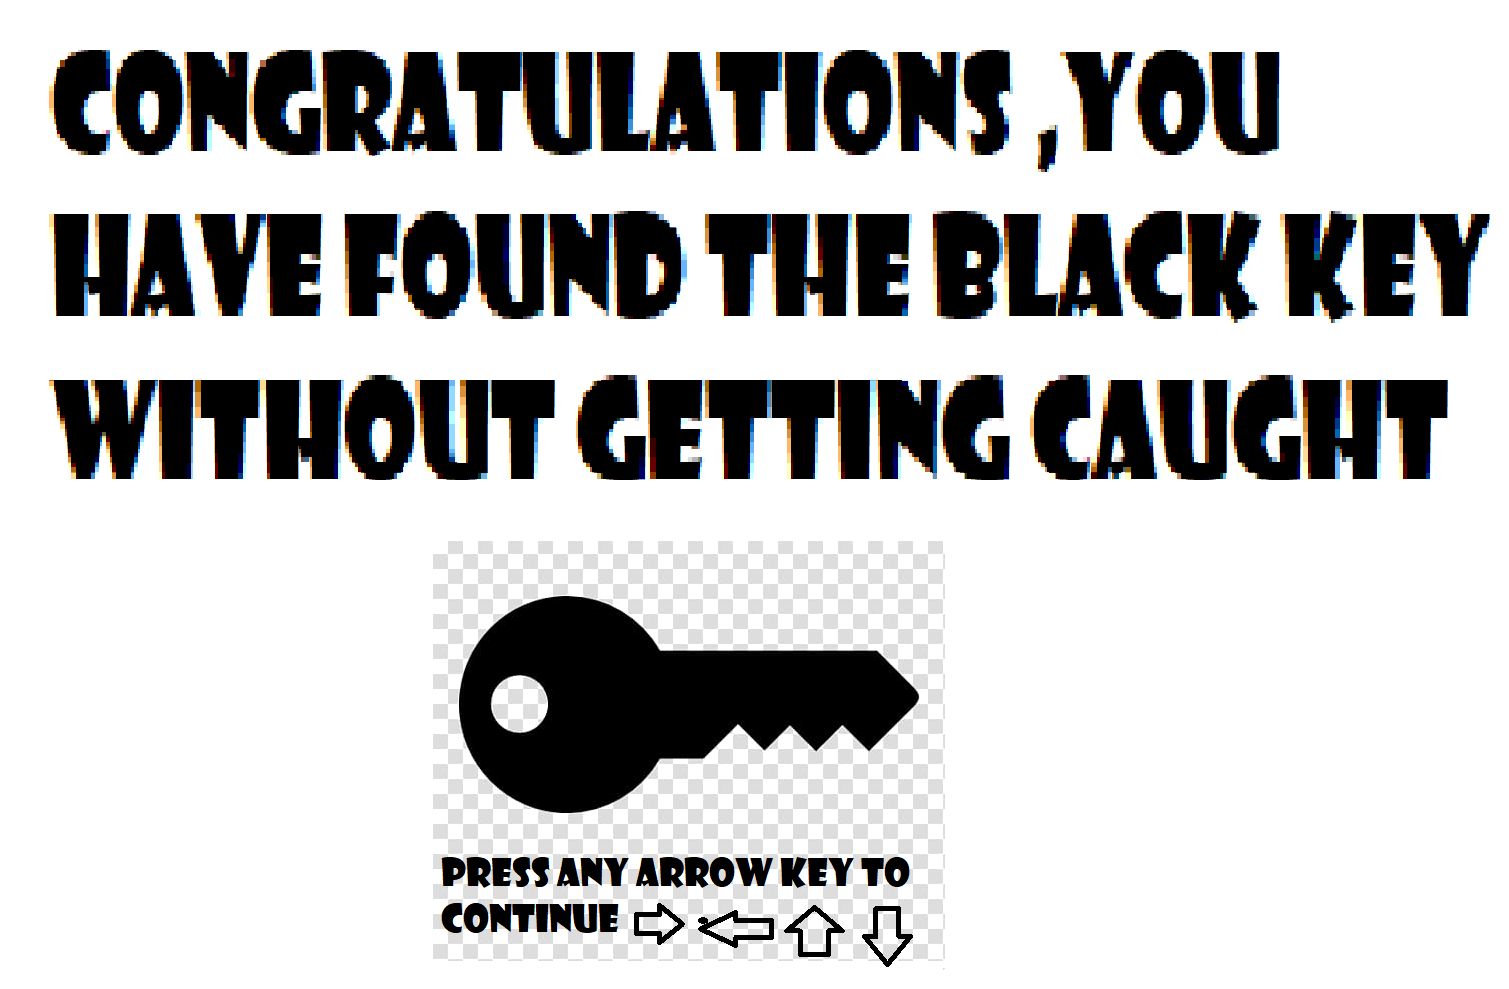 CONGRATULATIONS ,YOU
HAVE FOUND THE BLACK KEY
WITHOUT GETTING CAUGHT
PRESS ANY ARROW KEY TO
CONTINUE